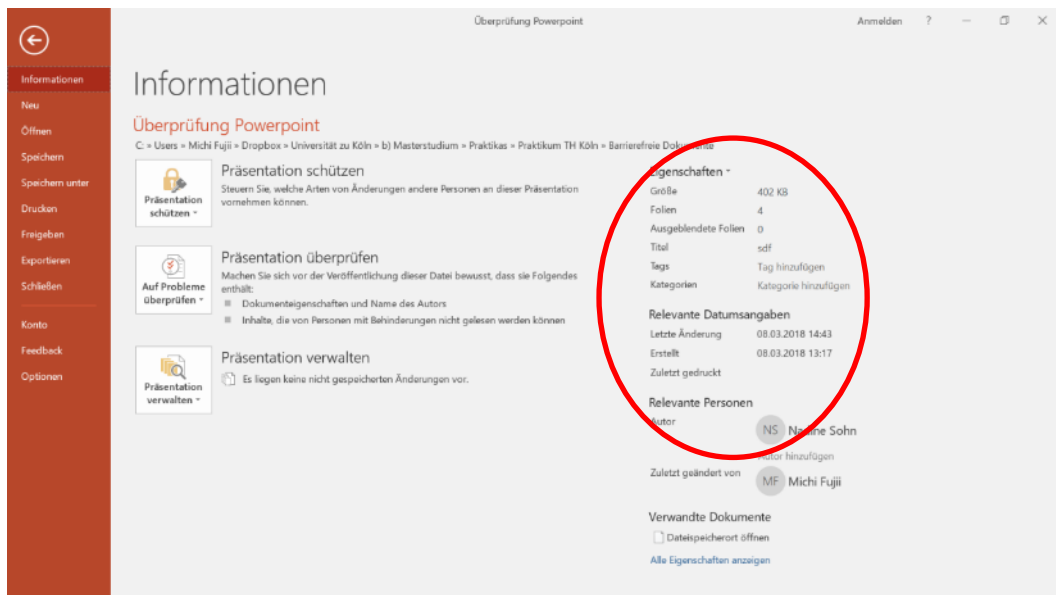 Überprüfung Powerpoint
Anmelden ?
Informationen
Neu
Öffnen
Speichern
Speichern unter
Drucken
Freigeben
Exportieren
Schließen
Konto
Feedback
Optionen
Informationen
Überprüfung Powerpoint
C: » Users » Michi Fujii » Dropbox » Universität zu Köln » b) Masterstudium » Praktikas » Praktikum TH Köln » Barrierefreie Dokumente
Präsentation schützen
Präsentation schützen
Steuern Sie, welche Arten von Änderungen andere Personen an dieser Präsentation
vornehmen können.
Auf Probleme
überprüfen
Präsentation überprüfen
Machen Sie sich vor der Veröffentlichung dieser Datei bewusst, dass sie Folgendes
enthält:
Dokumenteigenschaften und Name des Autors
Inhalte, die von Personen mit Behinderungen nicht gelesen werden können
Präsentation
verwalten
Präsentation verwalten
Es liegen keine nicht gespeicherten Änderungen vor.
Eigenschaften
Größe 402 KB
Folien 4
Ausgeblendete Folien 0
Titel sdf
Tags Tag hinzufügen
Kategorien Kategorie hinzufügen
Relevante Datumsangaben
Letzte Änderung 08.03.2018 14:43
Erstellt 08.03.2018 13:17
Zuletzt gedruckt
Relevante Personen
Autor
NS Nadine Sohn
Autor hinzufügen
Zuletzt geändert von
MF Michi Fujii
Verwandte Dokumente
Dateispeicherort öffnen
Alle Eigenschaften anzeigen